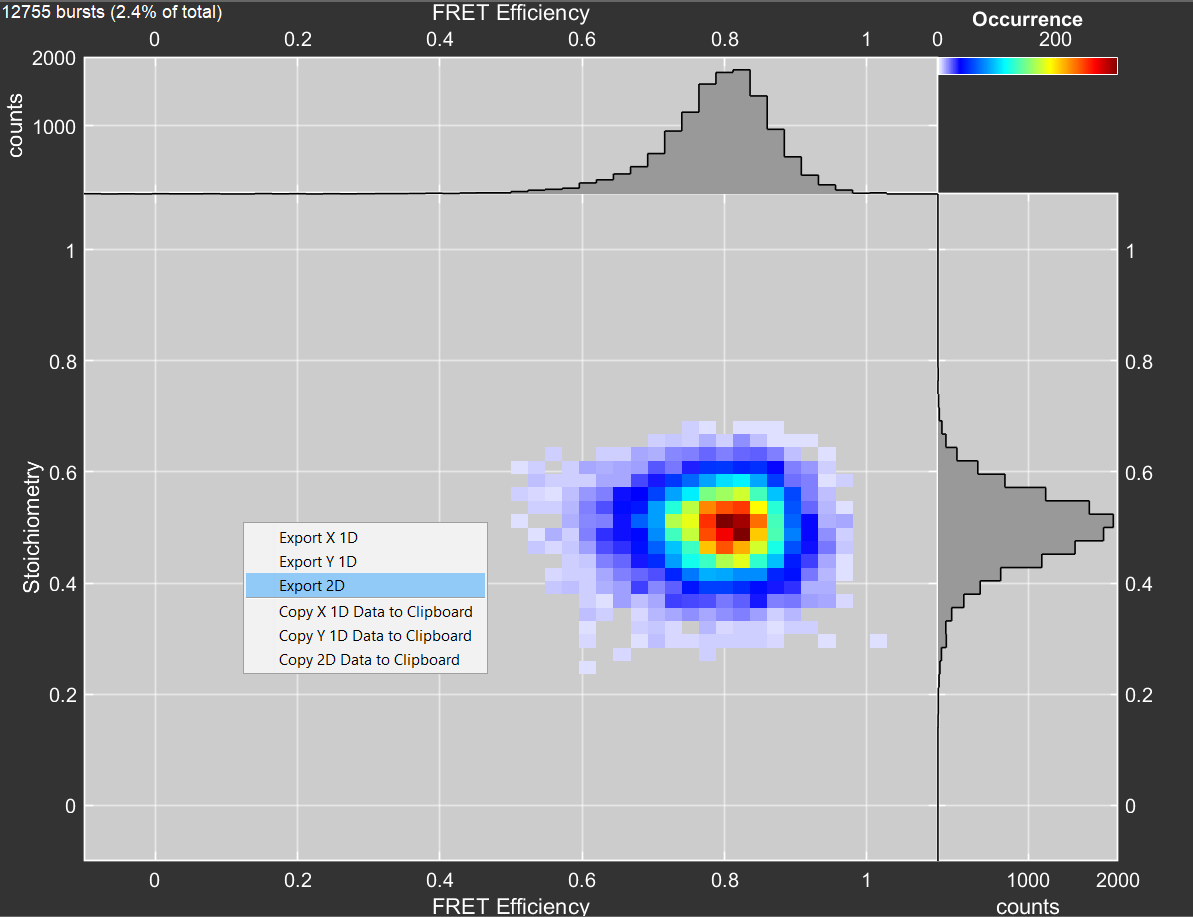 12755 bursts (2.4% of total)
FRET Efficiency
Occurrence
0 0.2 0.4 0.6 0.8 1
0 200
2000
1000
counts
1
0.8
0.6
0.4
0.2
0
Stoichiometry
Export X 1D
Export Y 1D
Export 2D
Copy X 1D Data to Clipboard
Copy Y 1D Data to Clipboard
Copy 2D Data to Clipboard
1
0.8
0.6
0.4
0.2
0
0 0.2 0.4 0.6 0.8 1
1000 2000
FRET Efficiency
counts